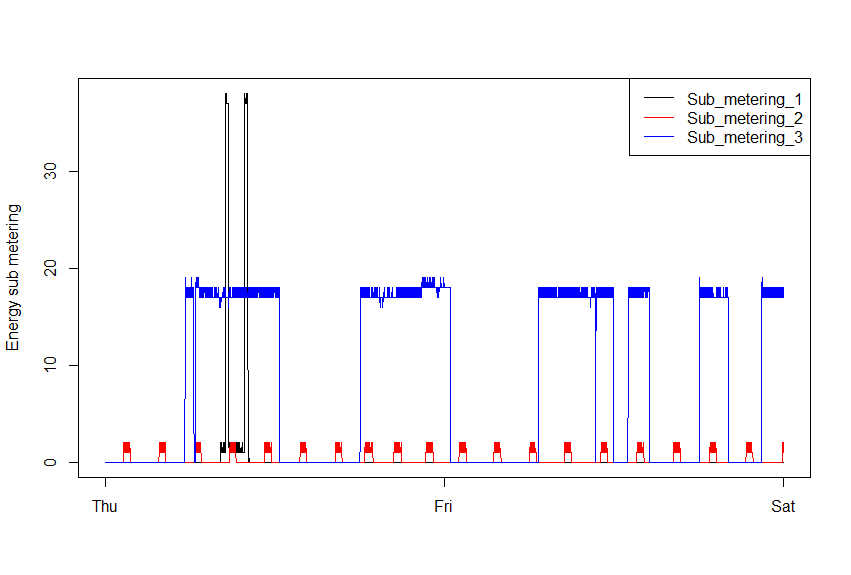 Sub_metering_1
Sub_metering_2
Sub_metering_3
Energy sub metering
30
20
10
0
Thu Fri Sat